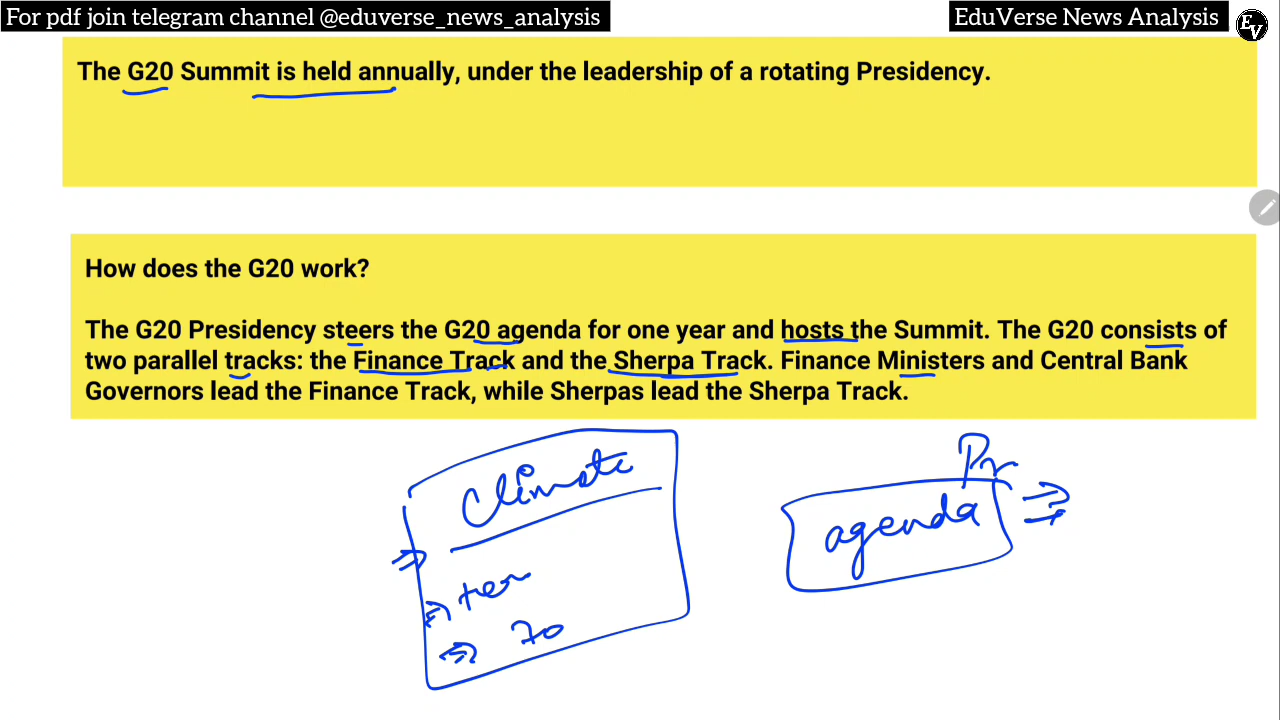 For pdf join telegram channel @eduverse_news_analysis
EduVerse News Analysis
EV
The G20 Summit is held annually, under the leadership of a rotating Presidency.
How does the G20 work?
The G20 Presidency steers the G20 agenda for one year and hosts the Summit. The G20 consists of
two parallel tracks: the Finance Track and the Sherpa Track. Finance Ministers and Central Bank
Governors lead the Finance Track, while Sherpas lead the Sherpa Track.
Climate
Pr
agenda